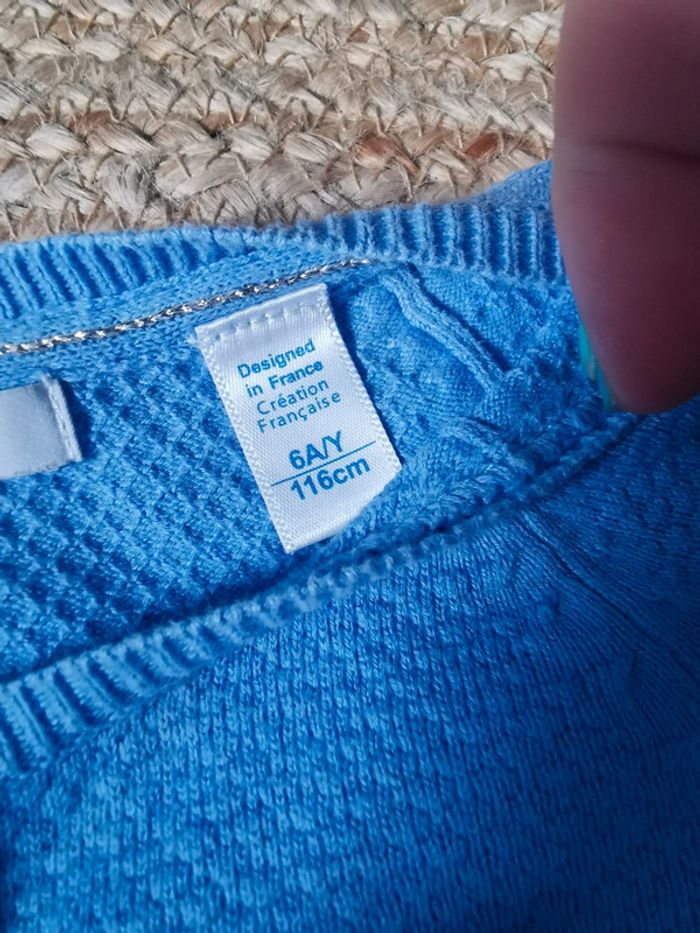 Designed
in France
Création
Française
6A/Y
116cm